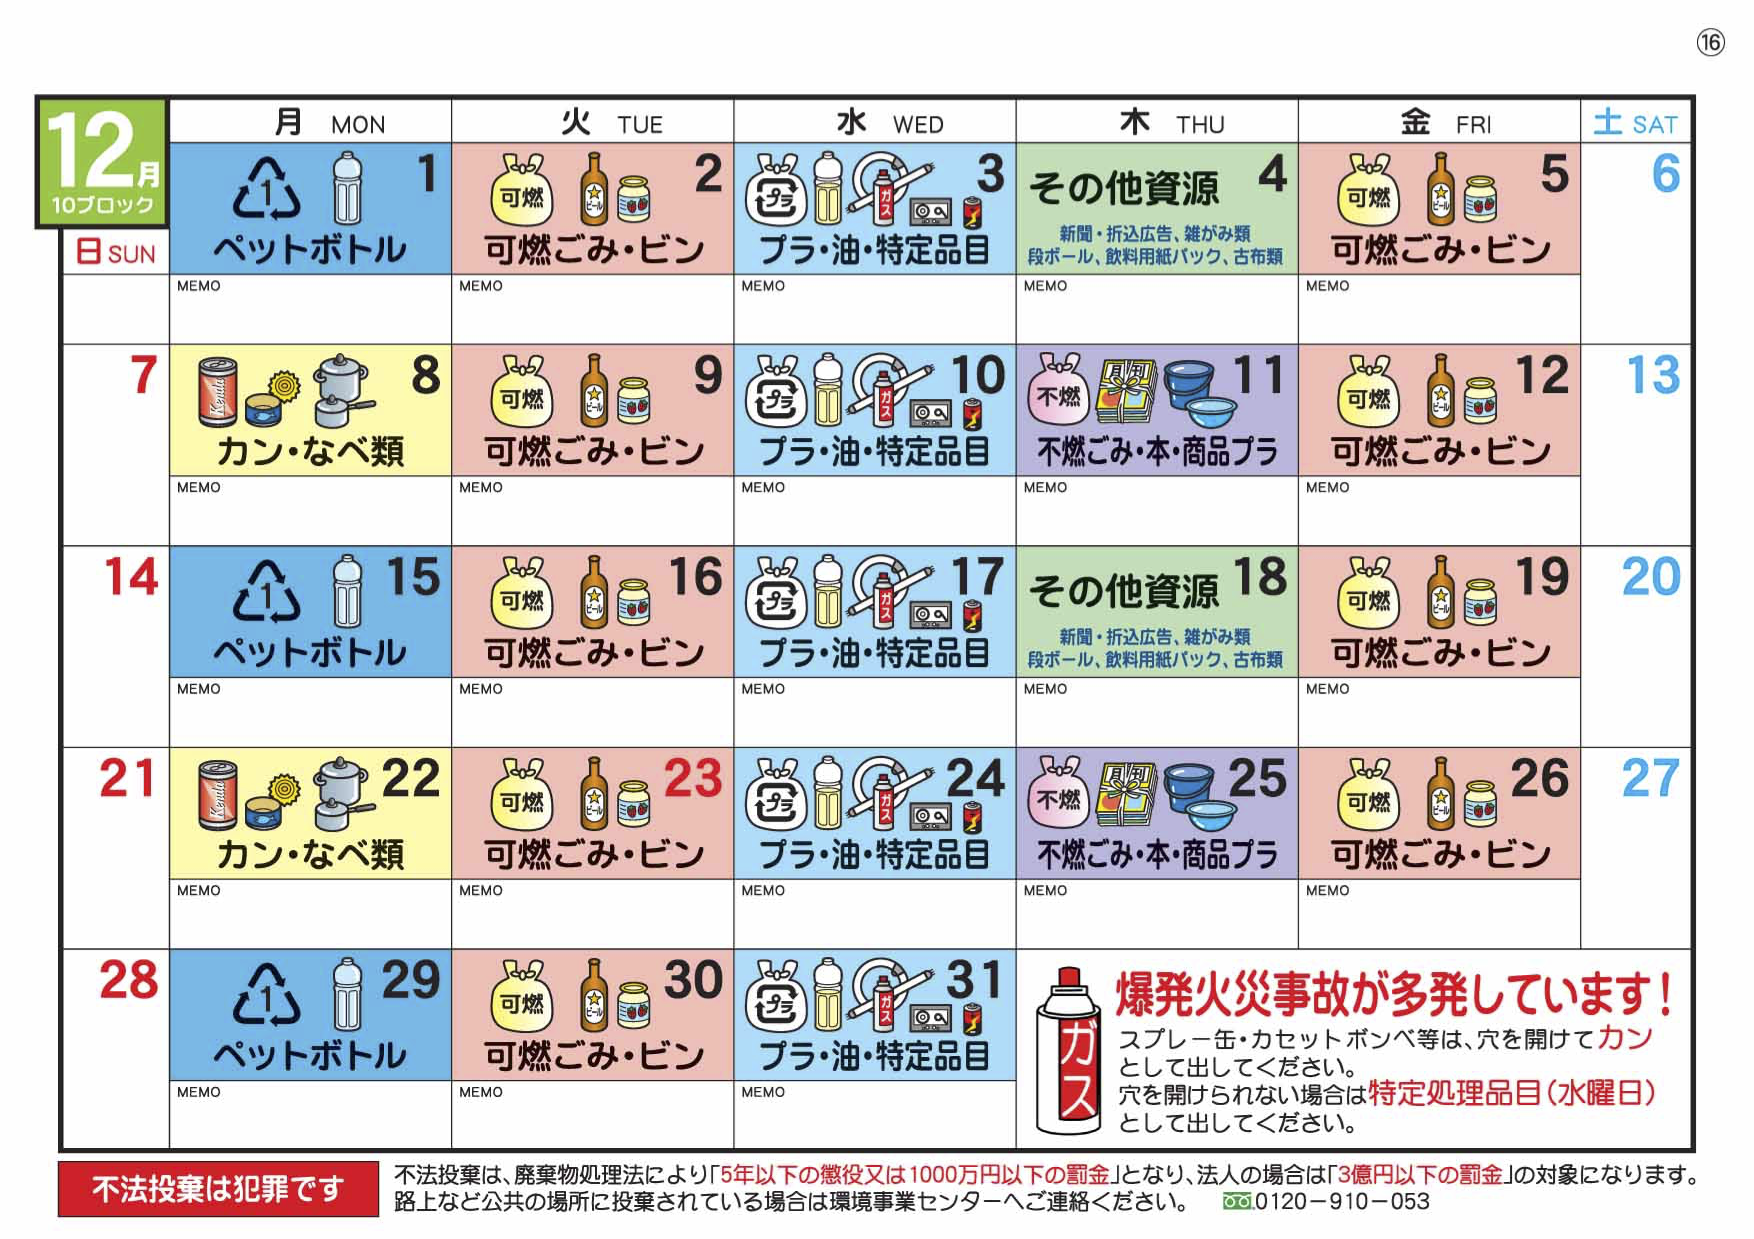 ⑯
12月
10ブロック
日 SUN 月 MON 火 TUE 水 WED 木 THU 金 FRI 土 SAT
1 ペットボトル
MEMO
可燃 ビール 2 可燃ごみ・ビン
MEMO
プラ ガス 3 プラ・油・特定品目
MEMO
その他資源 4
新聞・折込広告、雑がみ類
段ボール、飲料用紙パック、古布類
MEMO
可燃 ビール 5 可燃ごみ・ビン
MEMO
6
7
8 カン・なべ類
MEMO
可燃 ビール 9 可燃ごみ・ビン
MEMO
プラ ガス 10 プラ・油・特定品目
MEMO
不燃 月刊 11 不燃ごみ・本・商品プラ
MEMO
可燃 ビール 12 可燃ごみ・ビン
MEMO
13
14
1 15 ペットボトル
MEMO
可燃 ビール 16 可燃ごみ・ビン
MEMO
プラ ガス 17 プラ・油・特定品目
MEMO
その他資源 18
新聞・折込広告、雑がみ類
段ボール、飲料用紙パック、古布類
MEMO
可燃 ビール 19 可燃ごみ・ビン
MEMO
20
21
22 カン・なべ類
MEMO
可燃 ビール 23 可燃ごみ・ビン
MEMO
プラ ガス 24 プラ・油・特定品目
MEMO
不燃 月刊 25 不燃ごみ・本・商品プラ
MEMO
可燃 ビール 26 可燃ごみ・ビン
MEMO
27
28
1 29 ペットボトル
MEMO
可燃 ビール 30 可燃ごみ・ビン
MEMO
プラ ガス 31 プラ・油・特定品目
MEMO
ガス
爆発火災事故が多発しています！
スプレー缶・カセットボンベ等は、穴を開けてカン
として出してください。
穴を開けられない場合は特定処理品目（水曜日）
として出してください。
不法投棄は犯罪です
不法投棄は、廃棄物処理法により「5年以下の懲役又は1000万円以下の罰金」となり、法人の場合は「3億円以下の罰金」の対象になります。
路上など公共の場所に投棄されている場合は環境事業センターへご連絡ください。 0120－910－053